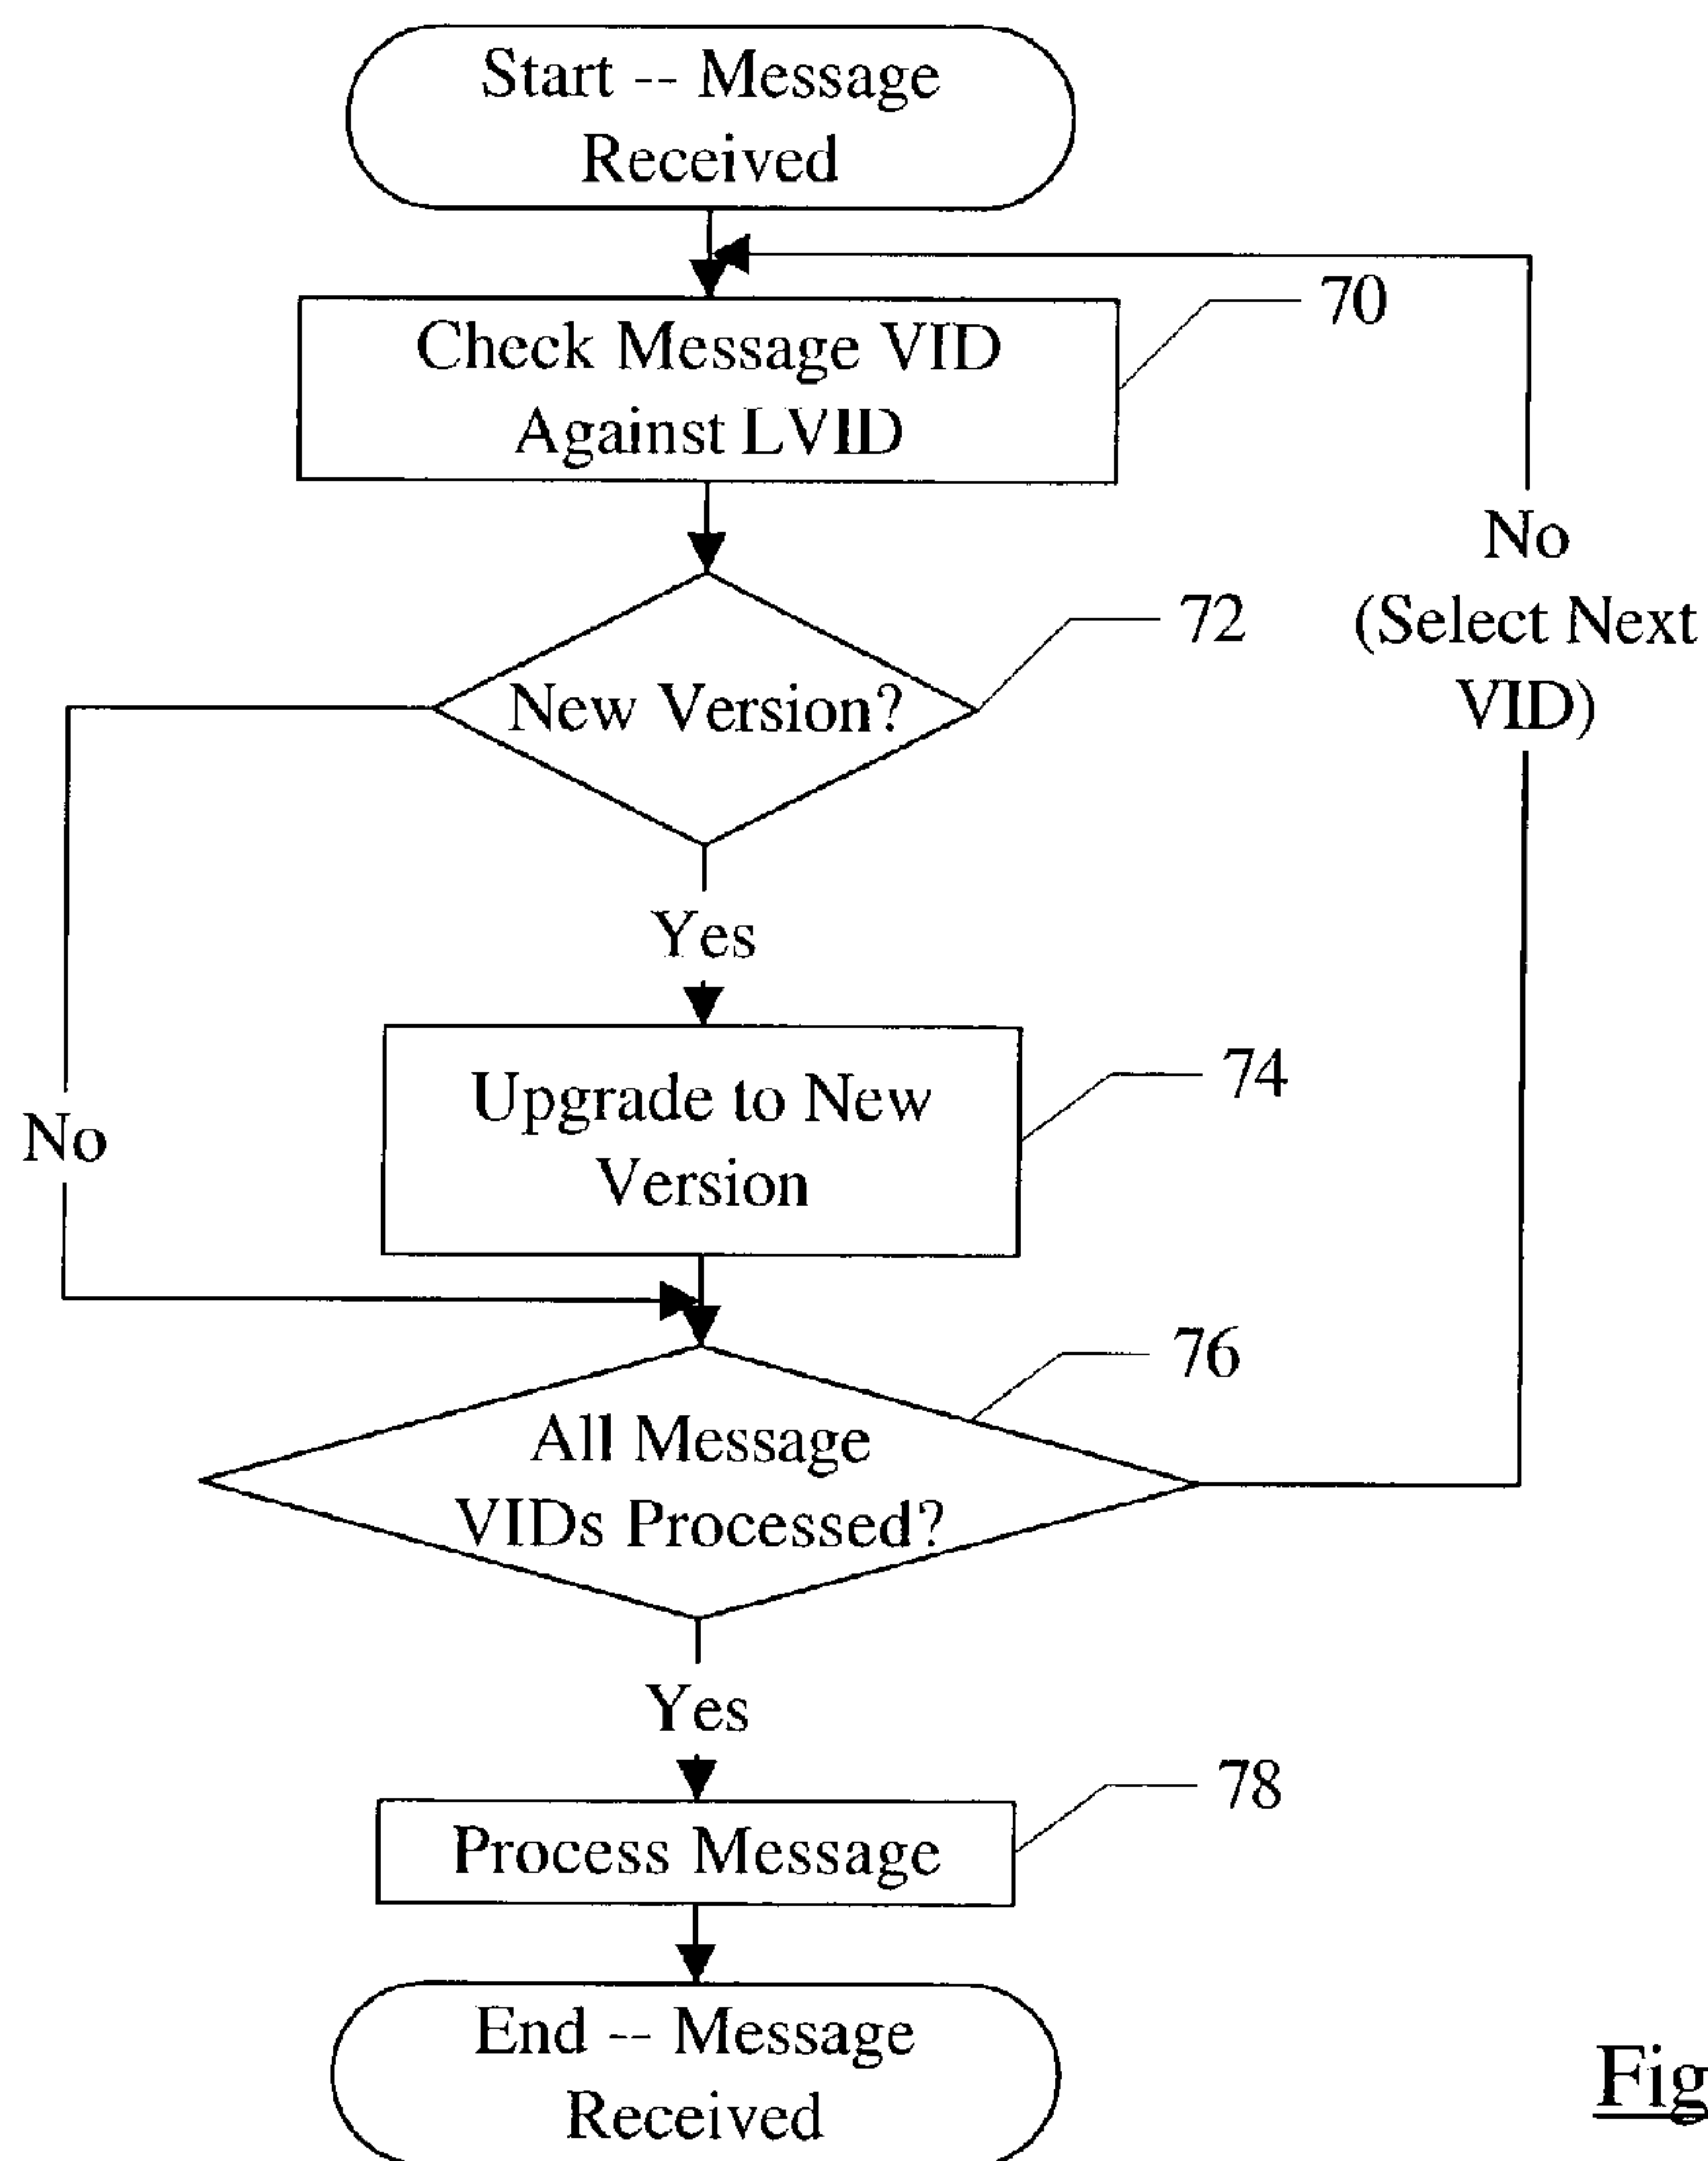 Start -- Message
Received
Check Message VID
Against LVID
70
New Version?
72
No
(Select Next
VID)
Yes
Upgrade to New
Version
74
No
All Message
VIDs Processed?
76
Yes
Process Message
78
End -- Message
Received
Fig